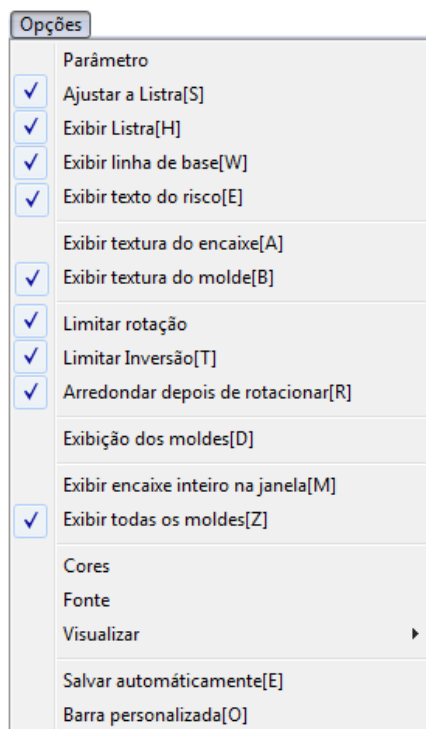 Opções
Parâmetro
Ajustar a Listra[S]
Exibir Listra[H]
Exibir linha de base[W]
Exibir texto do risco[E]
Exibir textura do encaixe[A]
Exibir textura do molde[B]
Limitar rotação
Limitar Inversão[T]
Arredondar depois de rotacionar[R]
Exibição dos moldes[D]
Exibir encaixe inteiro na janela[M]
Exibir todas os moldes[Z]
Cores
Fonte
Visualizar
Salvar automáticamente[E]
Barra personalizada[O]